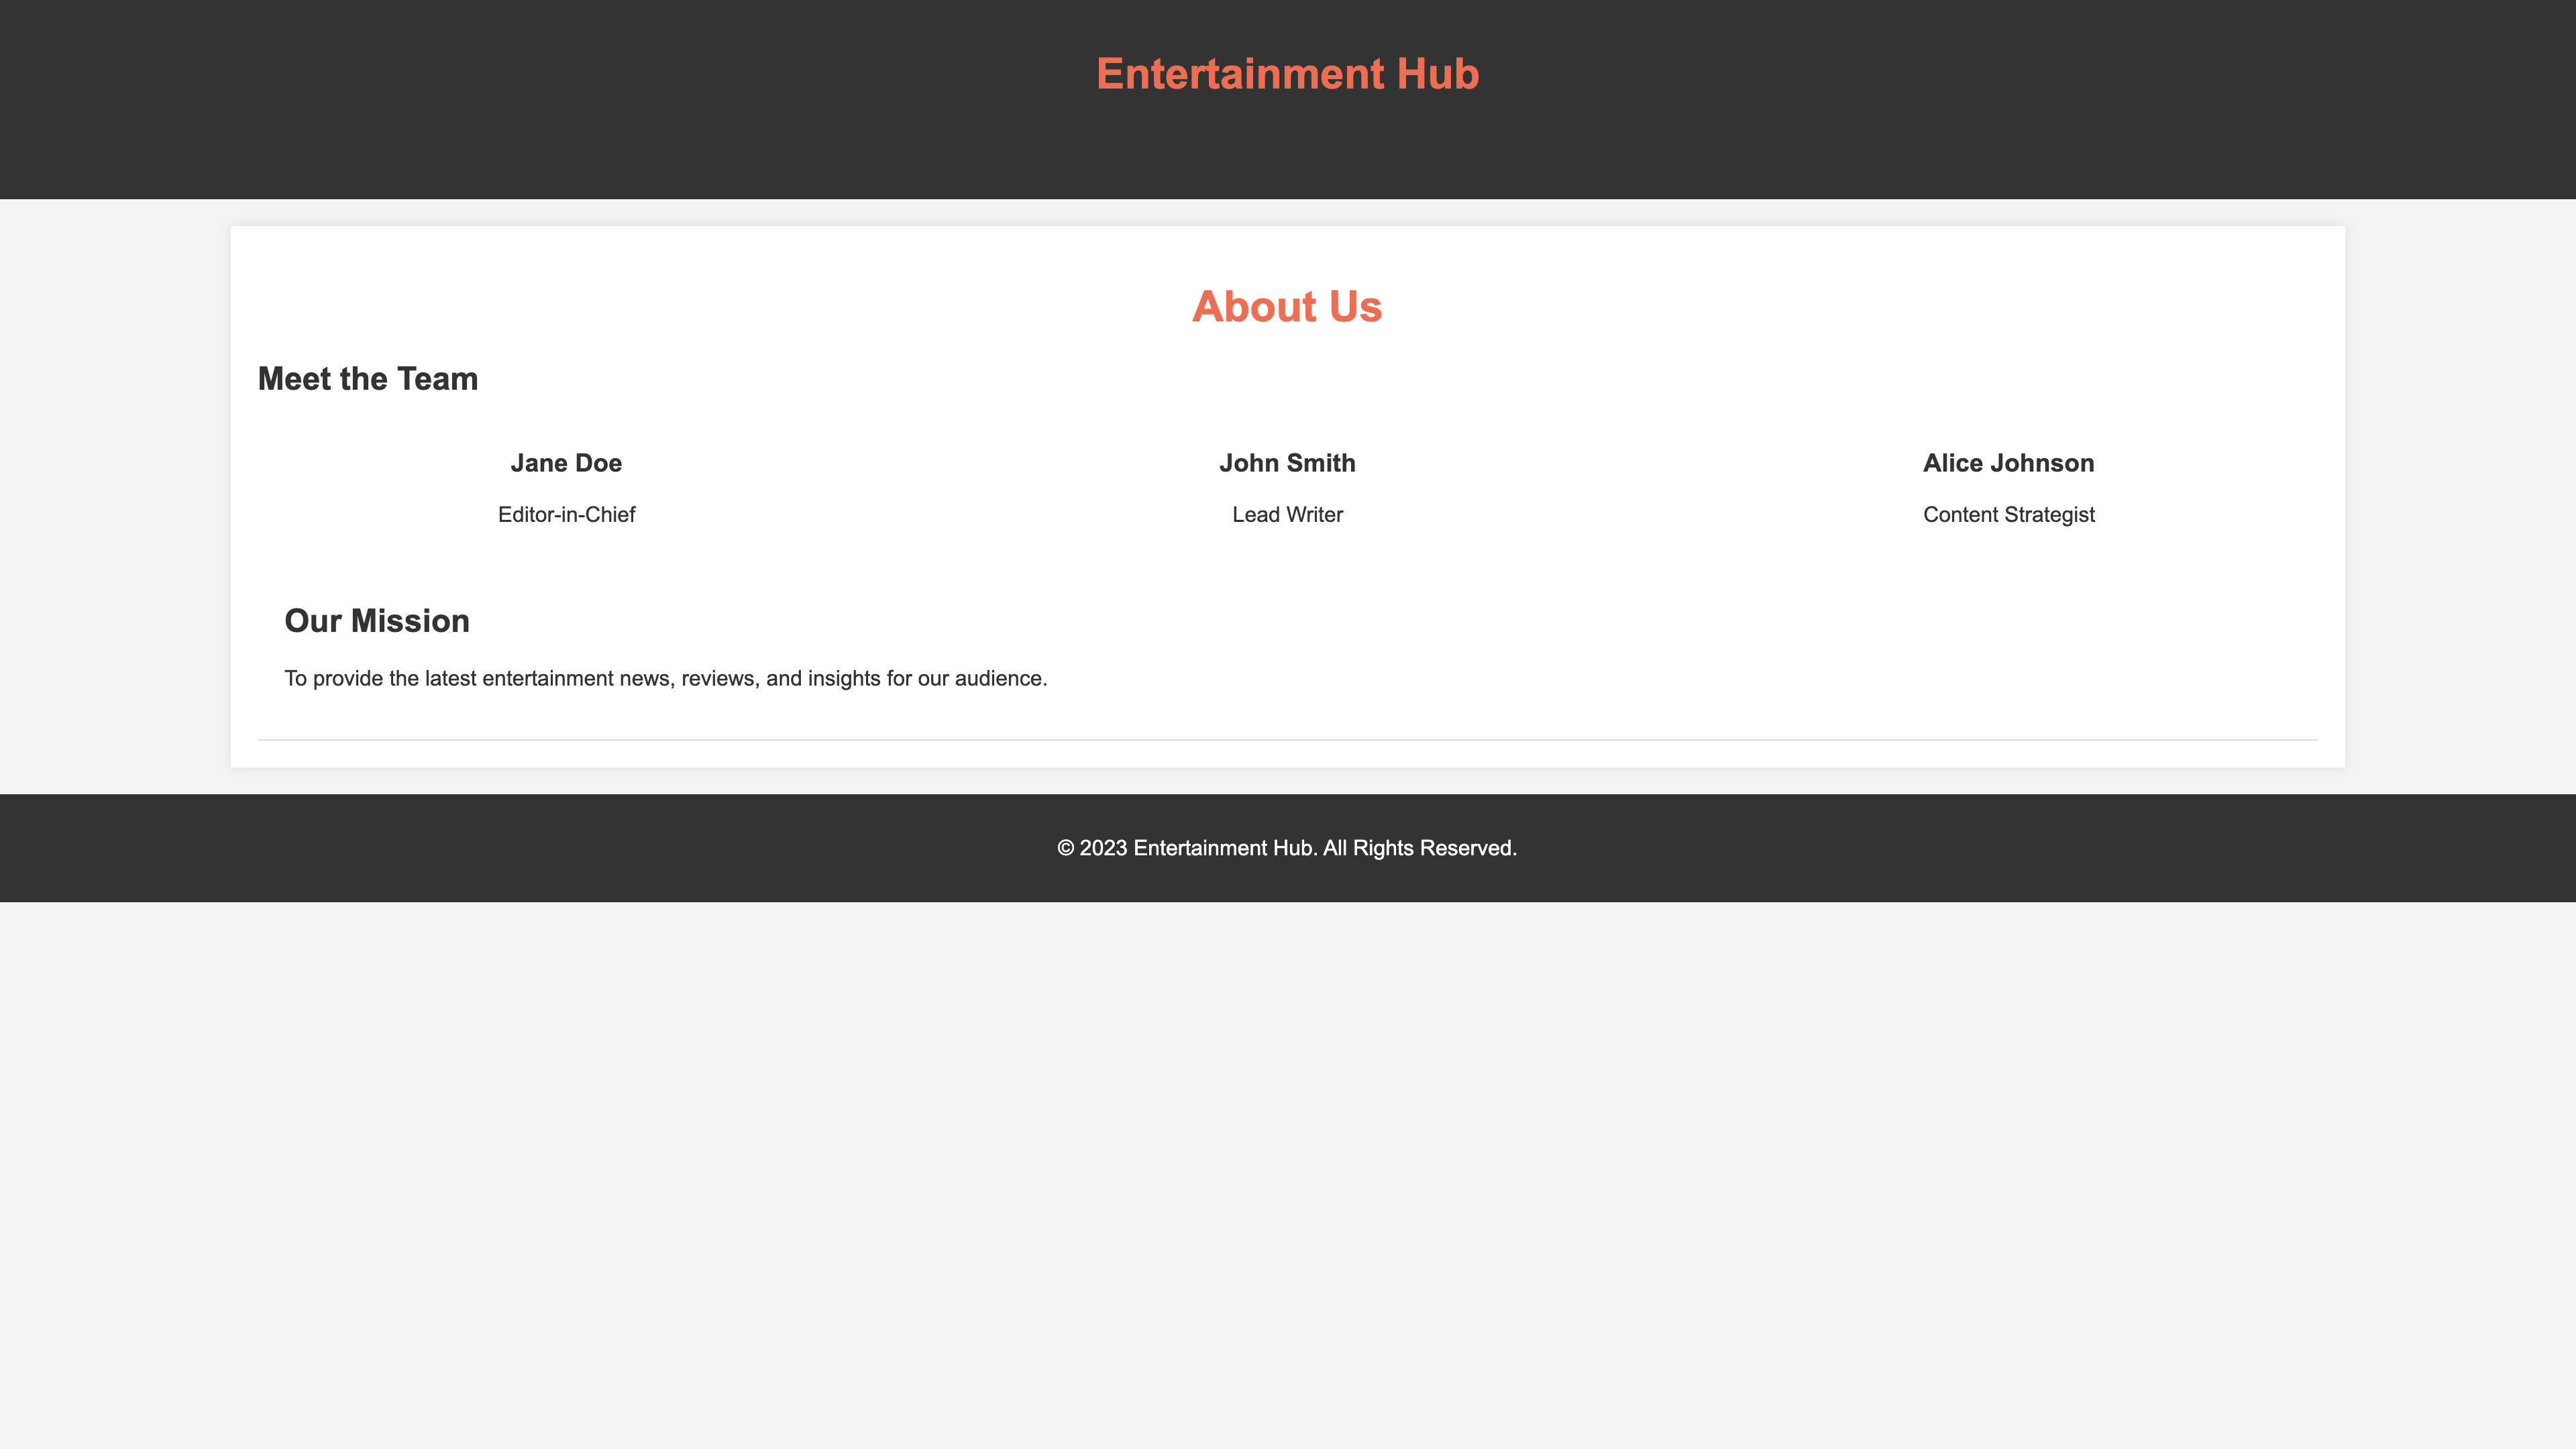 Entertainment Hub
About Us
Meet the Team
Jane Doe
John Smith
Alice Johnson
Editor-in-Chief
Lead Writer
Content Strategist
Our Mission
To provide the latest entertainment news, reviews, and insights for our audience.
© 2023 Entertainment Hub. All Rights Reserved.